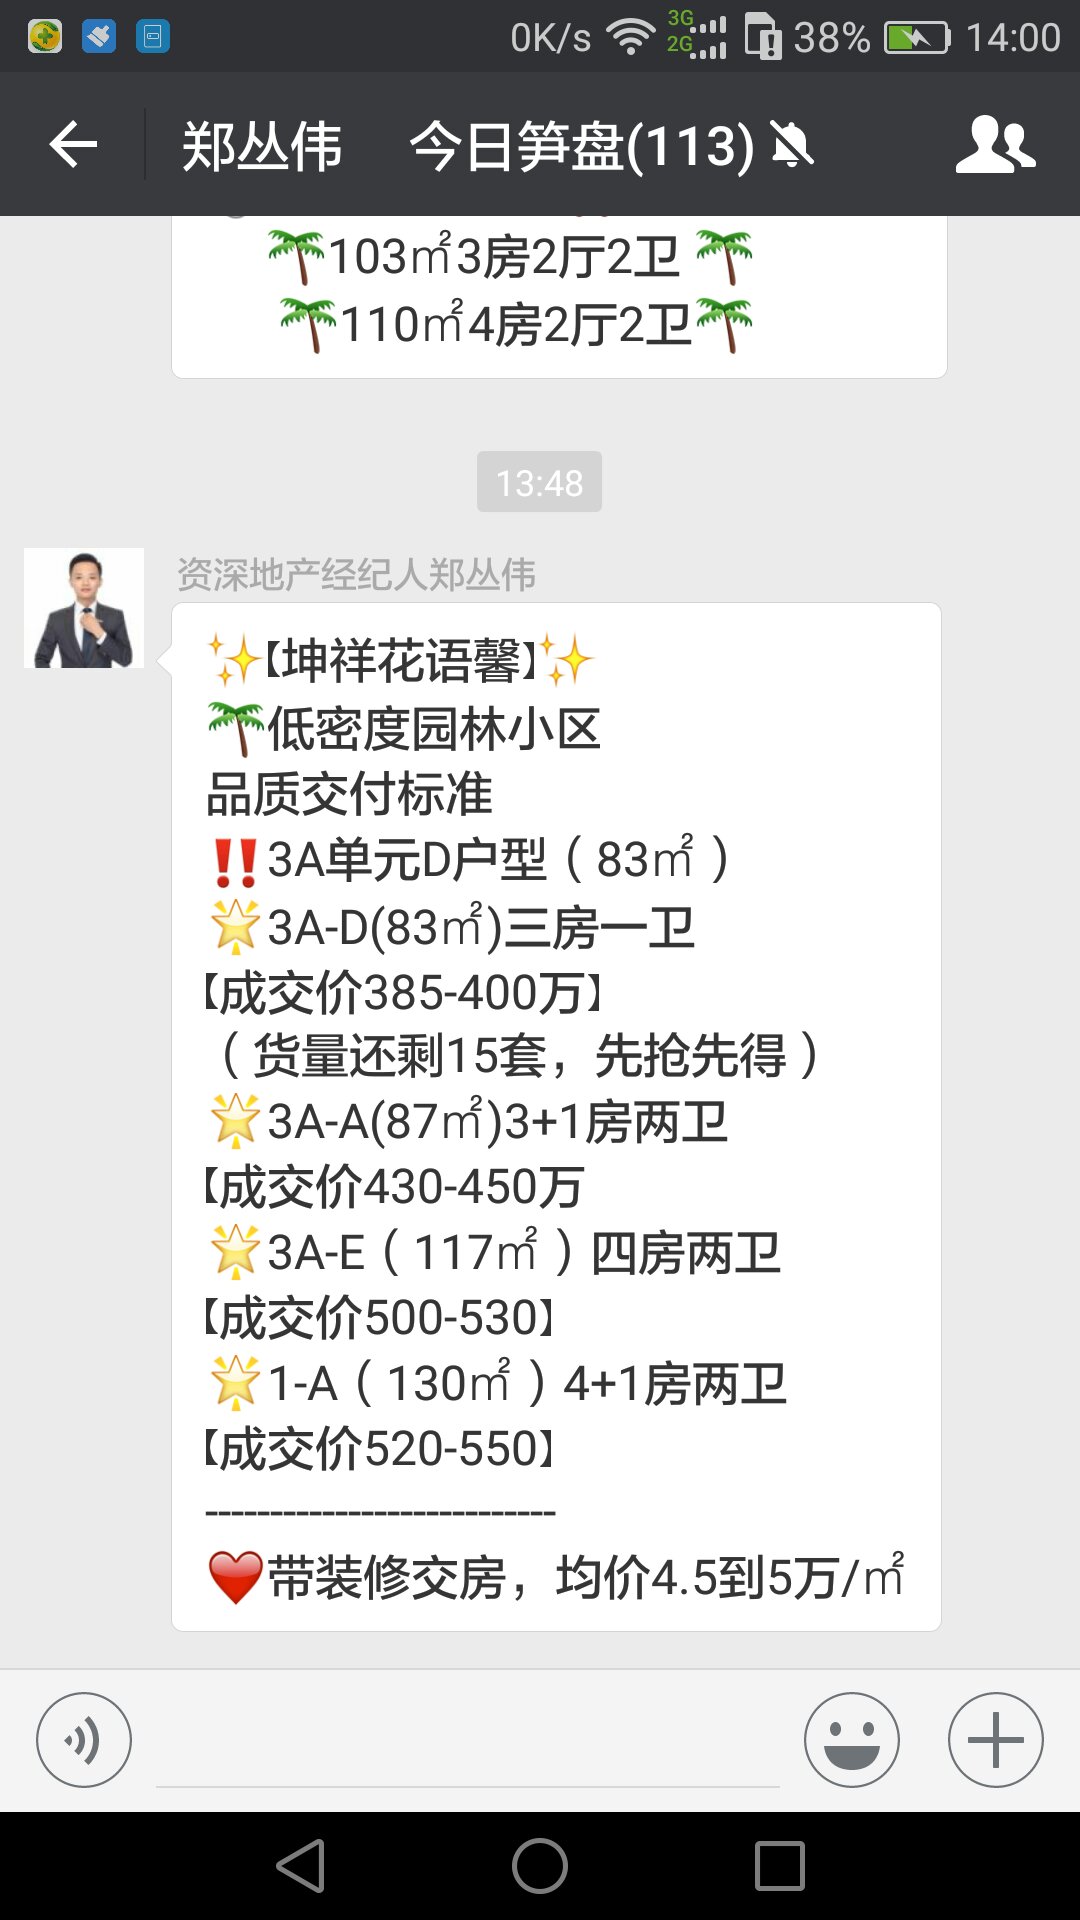 0K/s 3G 2G 38% 14:00
郑丛伟 今日笋盘(113)
103㎡3房2厅2卫
110㎡4房2厅2卫
13:48
资深地产经纪人郑丛伟
✨【坤祥花语馨】✨
🌴低密度园林小区
品质交付标准
‼️3A单元D户型（83㎡）
🌟3A-D(83㎡)三房一卫
【成交价385-400万】
（货量还剩15套，先抢先得）
🌟3A-A(87㎡)3+1房两卫
【成交价430-450万
🌟3A-E（117㎡）四房两卫
【成交价500-530】
🌟1-A（130㎡）4+1房两卫
【成交价520-550】
---------------------------
❤️带装修交房，均价4.5到5万/㎡